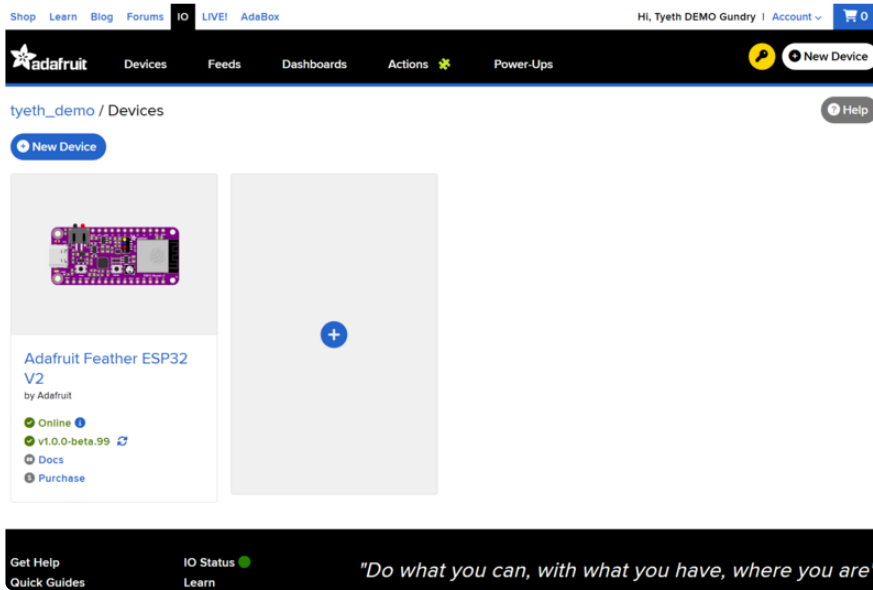 Shop Learn Blog Forums IO LIVE! AdaBox Hi, Tyeth DEMO Gundry | Account 0
adafruit Devices Feeds Dashboards Actions Power-Ups New Device
tyeth_demo / Devices Help
New Device
Adafruit Feather ESP32
V2
by Adafruit
Online
v1.0.0-beta.99
Docs
Purchase
Get Help IO Status "Do what you can, with what you have, where you are"
Quick Guides Learn